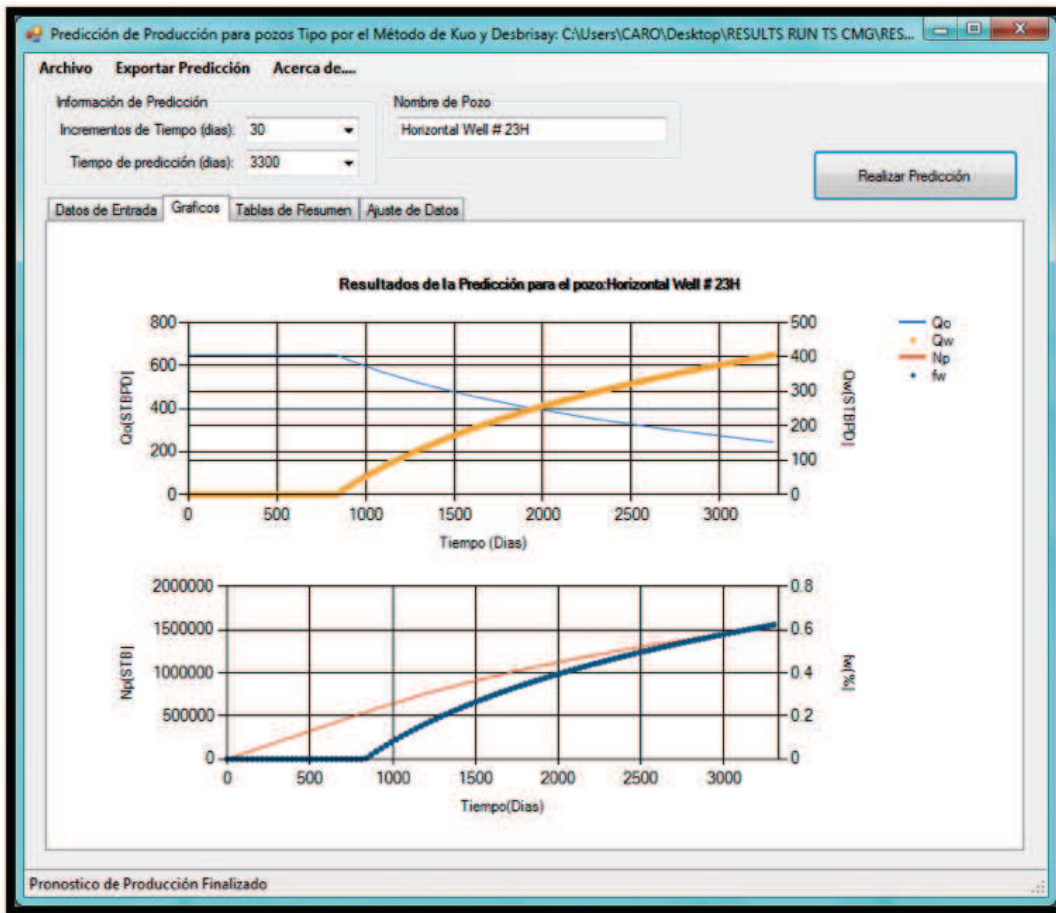 Predicción de Producción para pozos Tipo por el Método de Kuo y Desbrisay: C:\Users\CARO\Desktop\RESULTS RUN TS CMG\RES...
Archivo Exportar Predicción Acerca de....
Información de Predicción
Incrementos de Tiempo (dias): 30
Tiempo de predicción (dias): 3300
Nombre de Pozo
Horizontal Well # 23H
Realizar Predicción
Datos de Entrada Graficos Tablas de Resumen Ajuste de Datos
Resultados de la Predicción para el pozo:Horizontal Well # 23H
Qo[STBPD]
800
600
400
200
0
0 500 1000 1500 2000 2500 3000
Tiempo (Dias)
500
400
300
200
100
0
Qw[STBPD]
Qo
Qw
Np
fw
Np[STB]
2000000
1500000
1000000
500000
0
0 500 1000 1500 2000 2500 3000
Tiempo(Dias)
0.8
0.6
0.4
0.2
0
fw[%]
Pronostico de Producción Finalizado